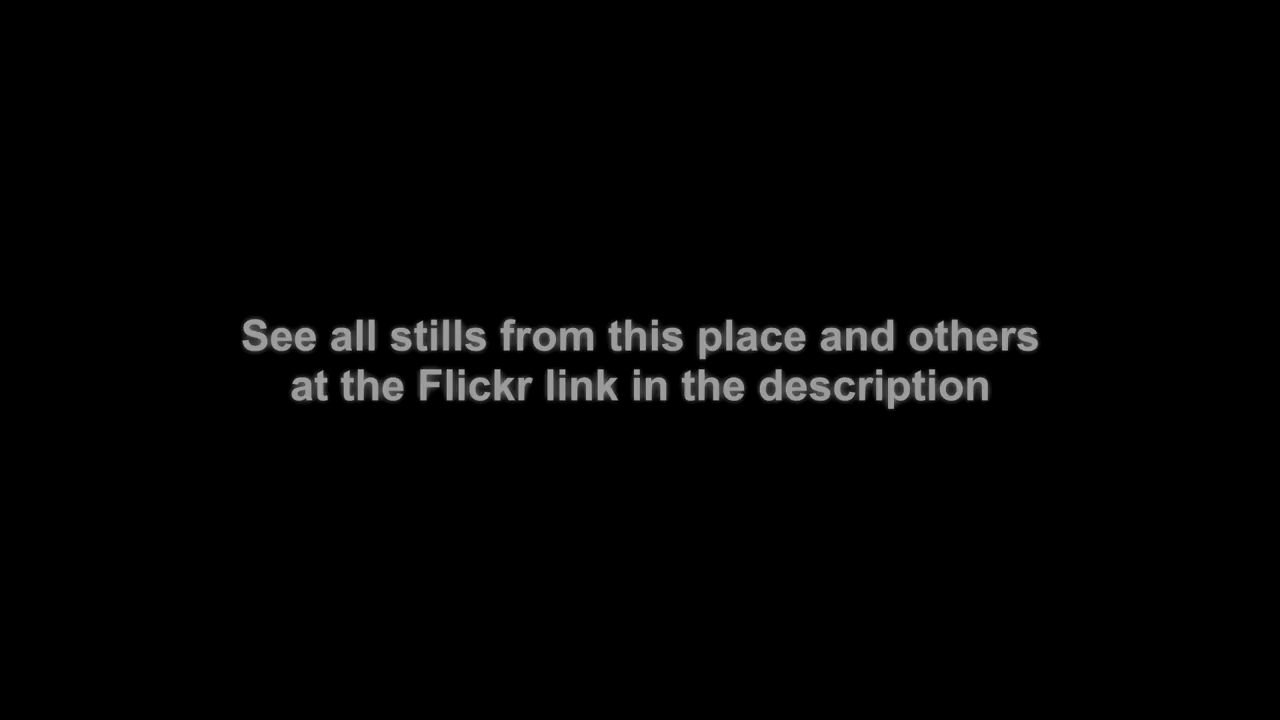 See all stills from this place and others
at the Flickr link in the description